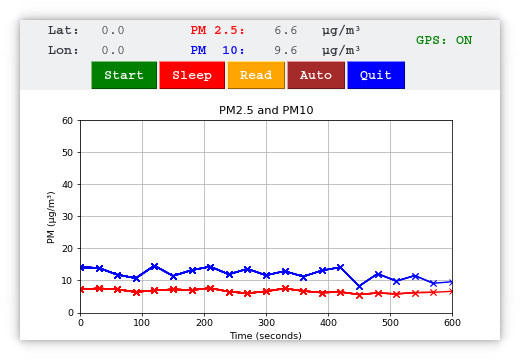 Lat: 0.0 PM 2.5: 6.6 µg/m³
GPS: ON
Lon: 0.0 PM 10: 9.6 µg/m³
Start Sleep Read Auto Quit
PM2.5 and PM10
60
50
40
30
20
10
0
PM (µg/m³)
0 100 200 300 400 500 600
Time (seconds)